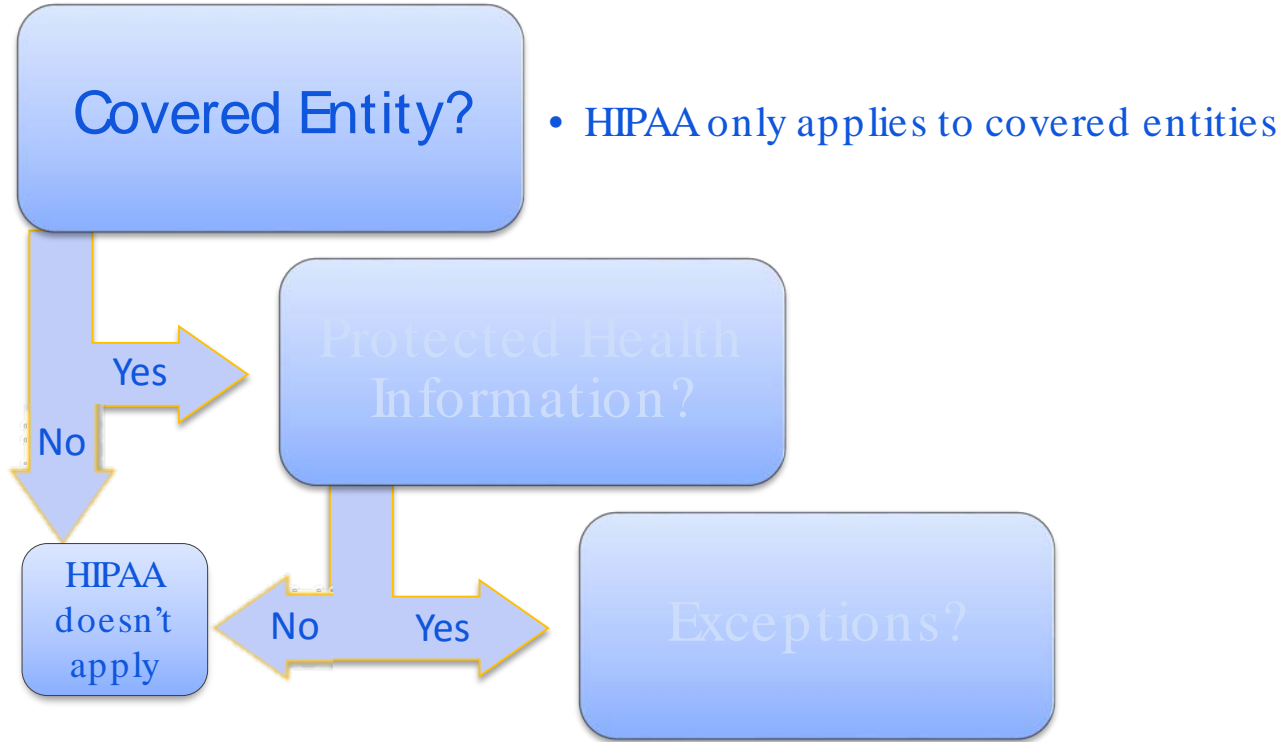 Covered Entity?
• HIPAA only applies to covered entities
Protected Health
Information?
Yes
No
HIPAA
doesn’t
apply
No
Yes
Exceptions?